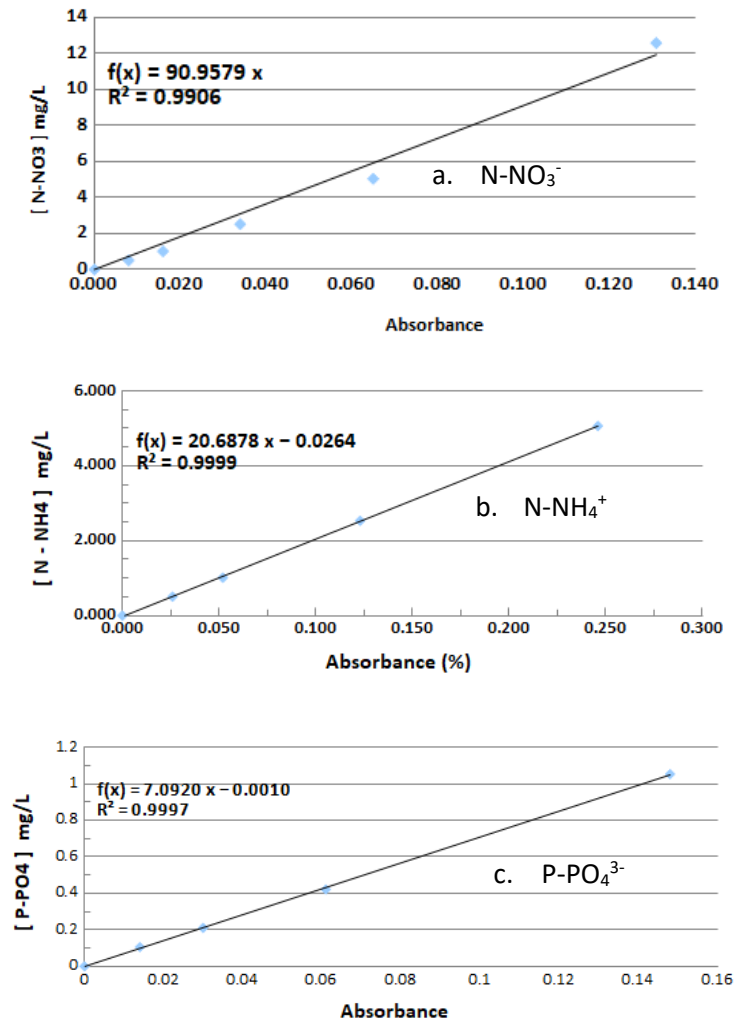 14
12
10
8
6
4
2
0
[ N-NO3 ] mg/L
f(x) = 90.9579 x
R² = 0.9906
a. N-NO₃⁻
0.000 0.020 0.040 0.060 0.080 0.100 0.120 0.140
Absorbance
6.000
4.000
2.000
0.000
[ N - NH4 ] mg/L
f(x) = 20.6878 x − 0.0264
R² = 0.9999
b. N-NH₄⁺
0.000 0.050 0.100 0.150 0.200 0.250 0.300
Absorbance (%)
1.2
1
0.8
0.6
0.4
0.2
0
[ P-PO4 ] mg/L
f(x) = 7.0920 x − 0.0010
R² = 0.9997
c. P-PO₄³⁻
0 0.02 0.04 0.06 0.08 0.1 0.12 0.14 0.16
Absorbance